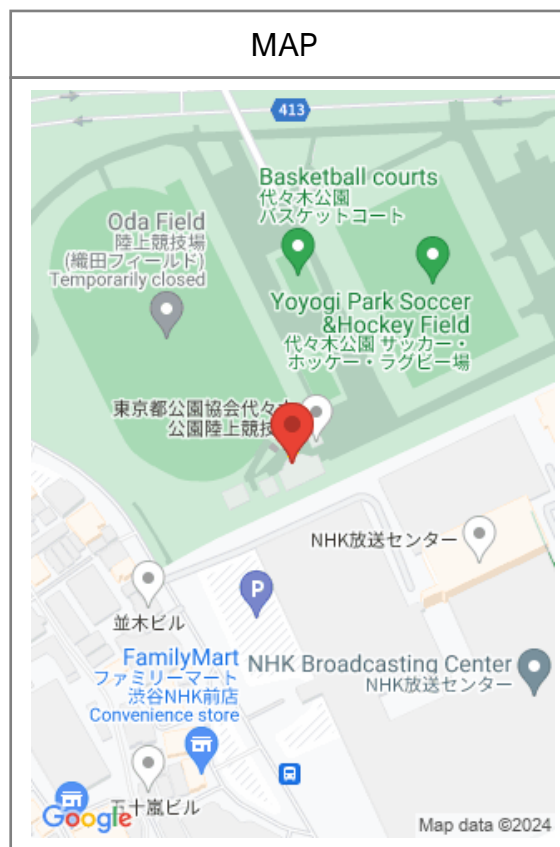 MAP
413
Basketball courts
代々木公園
バスケットコート
Oda Field
陸上競技場
(織田フィールド)
Temporarily closed
Yoyogi Park Soccer
&Hockey Field
代々木公園 サッカー・
ホッケー・ラグビー場
東京都公園協会代々木
公園陸上競技
NHK放送センター
P
並木ビル
FamilyMart
ファミリーマート
渋谷NHK前店
Convenience store
NHK Broadcasting Center
NHK放送センター
五十嵐ビル
Google
Map data ©2024